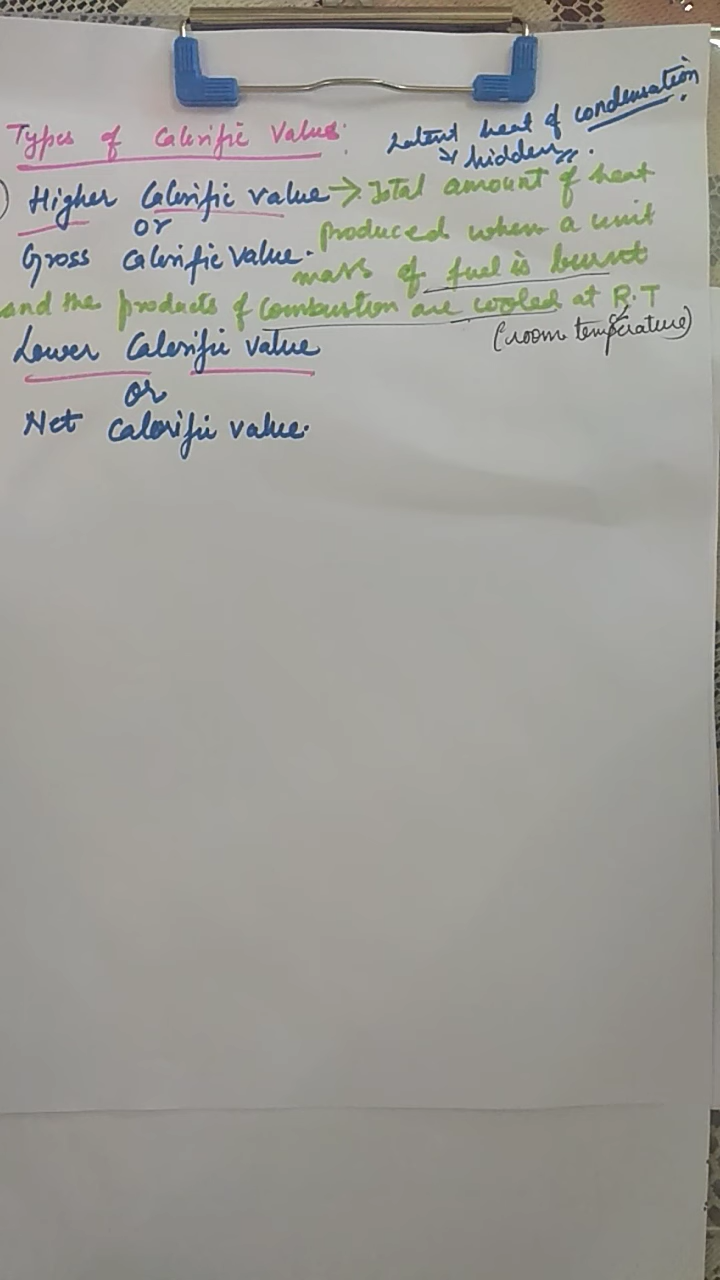 Types of Calorific Values:
Latent heat of condensation.
→ hidden.
Higher Calorific value → Total amount of heat
or
produced when a unit
Gross Calorific Value.
mass of fuel is burnt
and the products of combustion are cooled at R.T
(room temperature)
Lower Calorific value
or
Net Calorific value.